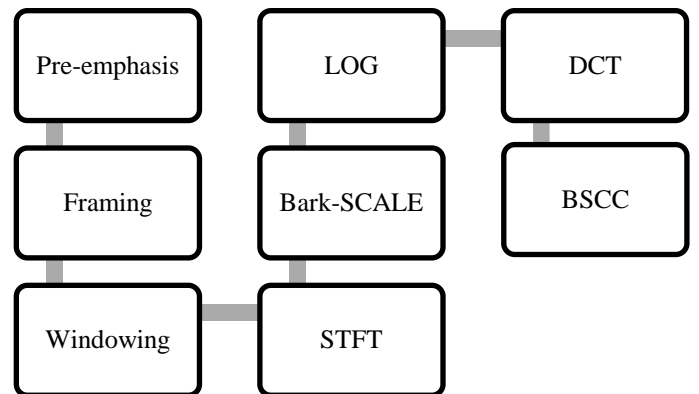 Pre-emphasis
Framing
Windowing
STFT
Bark-SCALE
LOG
DCT
BSCC